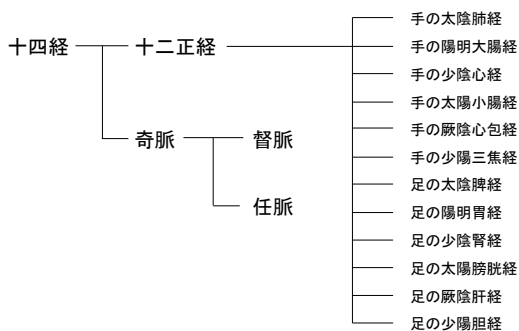 十四経
十二正経
奇脈
督脈
任脈
手の太陰肺経
手の陽明大腸経
手の少陰心経
手の太陽小腸経
手の厥陰心包経
手の少陽三焦経
足の太陰脾経
足の陽明胃経
足の少陰腎経
足の太陽膀胱経
足の厥陰肝経
足の少陽胆経